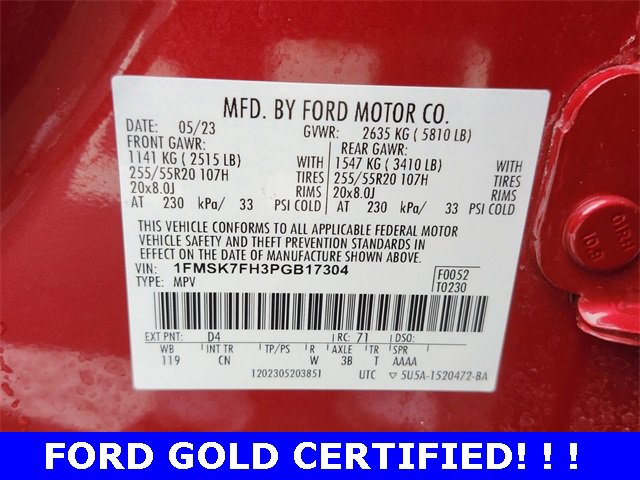 MFD. BY FORD MOTOR CO.
DATE: 05/23 GVWR: 2635 KG ( 5810 LB)
FRONT GAWR: REAR GAWR:
1141 KG ( 2515 LB) WITH 1547 KG ( 3410 LB) WITH
255/55R20 107H TIRES 255/55R20 107H TIRES
20x8.0J RIMS 20x8.0J RIMS
AT 230 kPa/ 33 PSI COLD AT 230 kPa/ 33 PSI COLD
THIS VEHICLE CONFORMS TO ALL APPLICABLE FEDERAL MOTOR
VEHICLE SAFETY AND THEFT PREVENTION STANDARDS IN
EFFECT ON THE DATE OF MANUFACTURE SHOWN ABOVE.
VIN: 1FMSK7FH3PGB17304 F0052
TYPE: MPV T0230
EXT PNT: D4 RC: 71 DSO:
WB INT TR TP/PS R AXLE TR SPR
119 CN W 3B T AAAA
1202305203851 UTC 5U5A-1520472-BA
FORD GOLD CERTIFIED! ! !